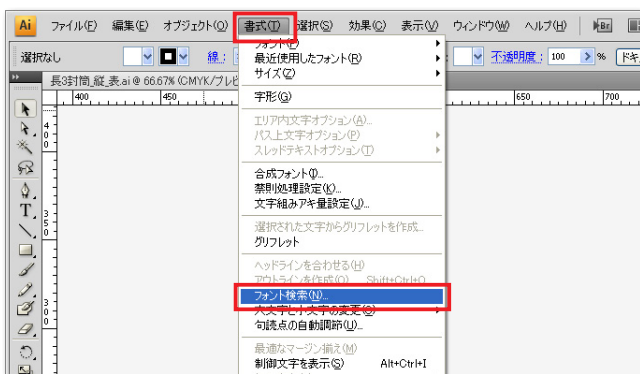 Ai ファイル(F) 編集(E) オブジェクト(O) 書式(T) 選択(S) 効果(C) 表示(V) ウィンドウ(W) ヘルプ(H) Br
選択なし 線: 不透明度: 100 %
長3封筒_縦_表.ai @ 66.67% (CMYK/プレビ
400 450 650 700
フォント(F)
最近使用したフォント(R)
サイズ(Z)
字形(G)
エリア内文字オプション(A)...
パス上文字オプション(P)
スレッドテキストオプション(T)
合成フォント(I)...
禁則処理設定(K)...
文字組みアキ量設定(J)...
選択された文字からグリフレットを作成...
グリフレット
ヘッドラインを合わせる(H)
アウトラインを作成(O) Shift+Ctrl+O
フォント検索(N)...
大文字と小文字の変更(C)
句読点の自動調節(U)...
最適なマージン揃え(M)
制御文字を表示(S) Alt+Ctrl+I